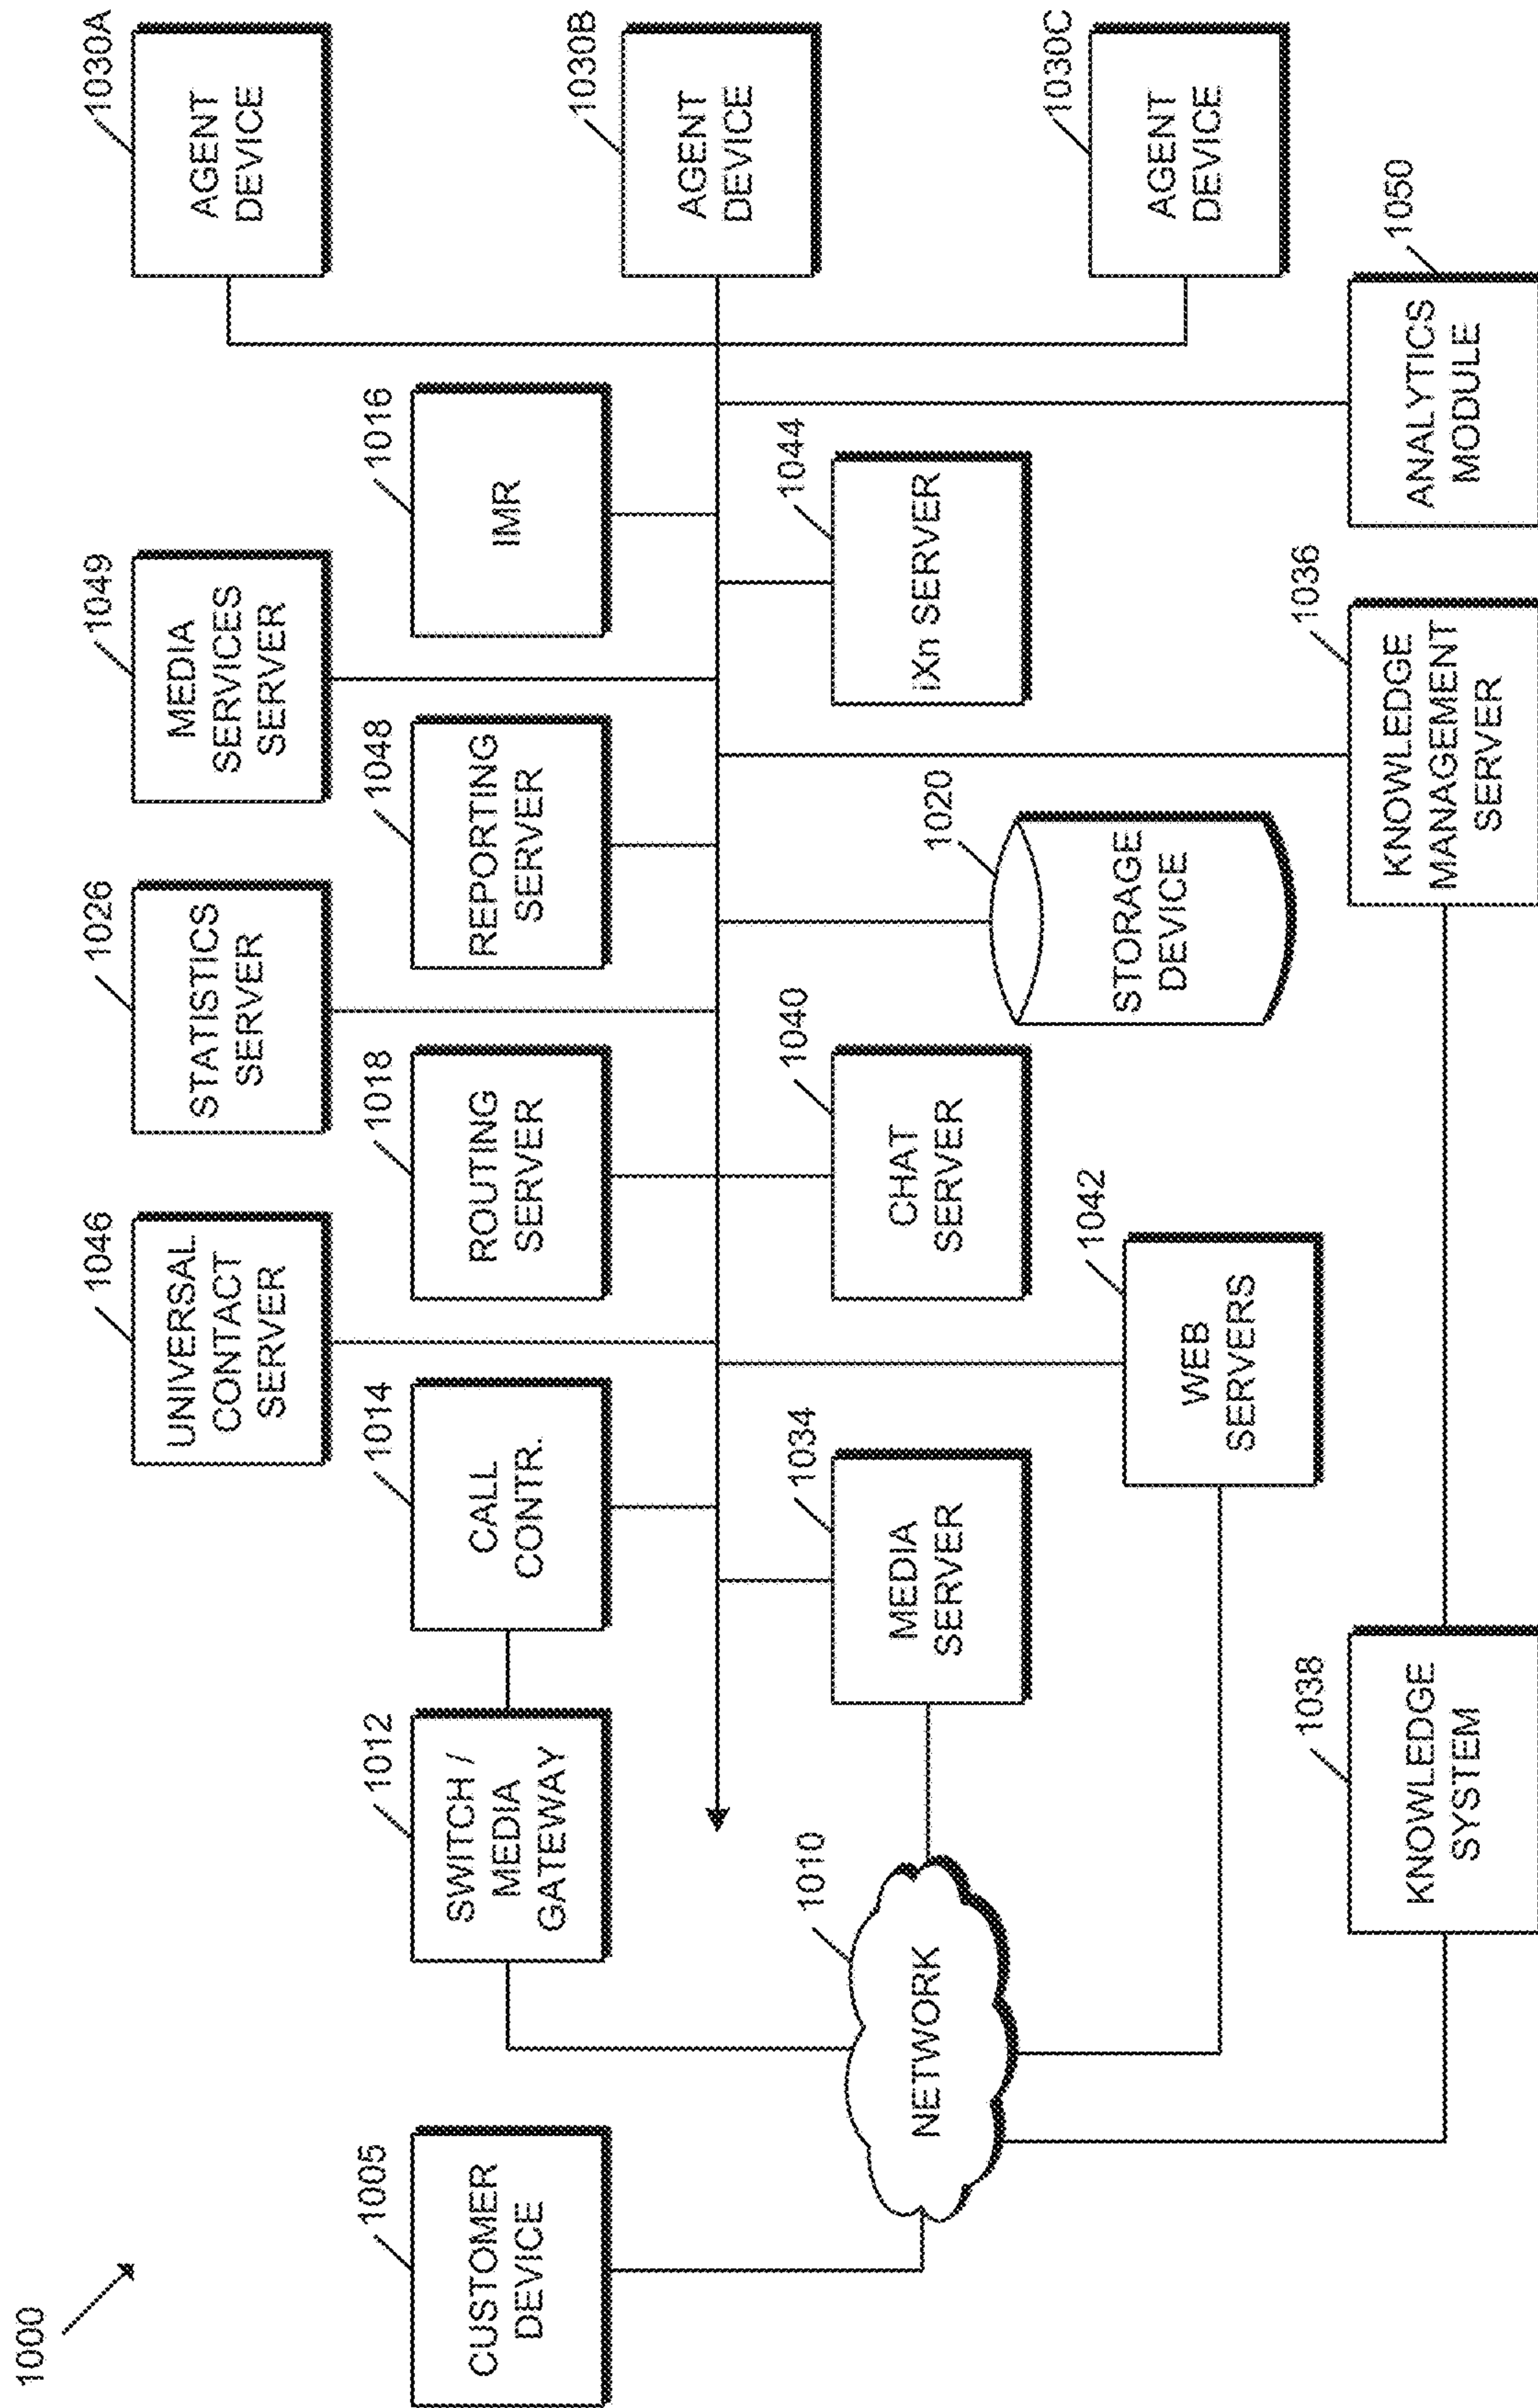 1000
1005
CUSTOMER
DEVICE
1012
SWITCH /
MEDIA
GATEWAY
1014
CALL
CONTR.
1046
UNIVERSAL
CONTACT
SERVER
1018
ROUTING
SERVER
1026
STATISTICS
SERVER
1048
REPORTING
SERVER
1049
MEDIA
SERVICES
SERVER
1016
IMR
1030A
AGENT
DEVICE
1030B
AGENT
DEVICE
1030C
AGENT
DEVICE
1010
NETWORK
1034
MEDIA
SERVER
1042
WEB
SERVERS
1040
CHAT
SERVER
1020
STORAGE
DEVICE
1044
iXn SERVER
1038
KNOWLEDGE
SYSTEM
1036
KNOWLEDGE
MANAGEMENT
SERVER
1050
ANALYTICS
MODULE